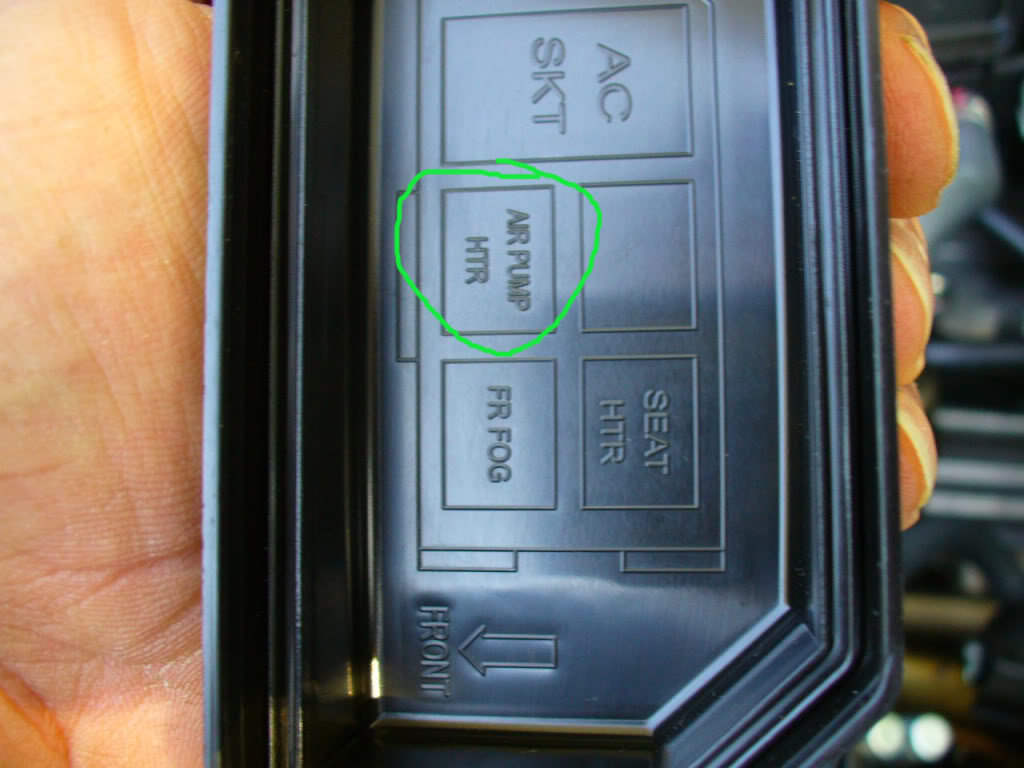 AC
SKT
AIR PUMP
HTR
SEAT
HTR
FR FOG
FRONT